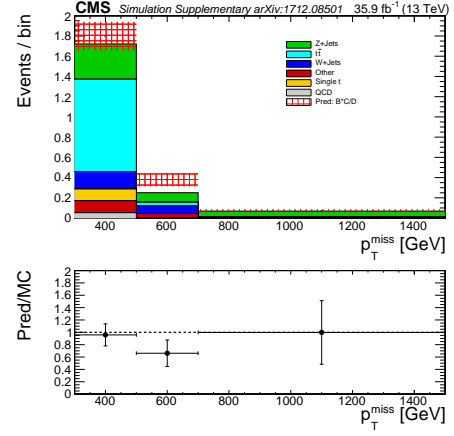 CMS Simulation Supplementary arXiv:1712.08501 35.9 fb⁻¹ (13 TeV)
Events / bin
2
1.8
1.6
1.4
1.2
1
0.8
0.6
0.4
0.2
0
Z+Jets
tt̄
W+Jets
Other
Single t
QCD
Pred: B*C/D
400 600 800 1000 1200 1400
p_T^miss [GeV]
Pred/MC
2
1.8
1.6
1.4
1.2
1
0.8
0.6
0.4
0.2
0
400 600 800 1000 1200 1400
p_T^miss [GeV]